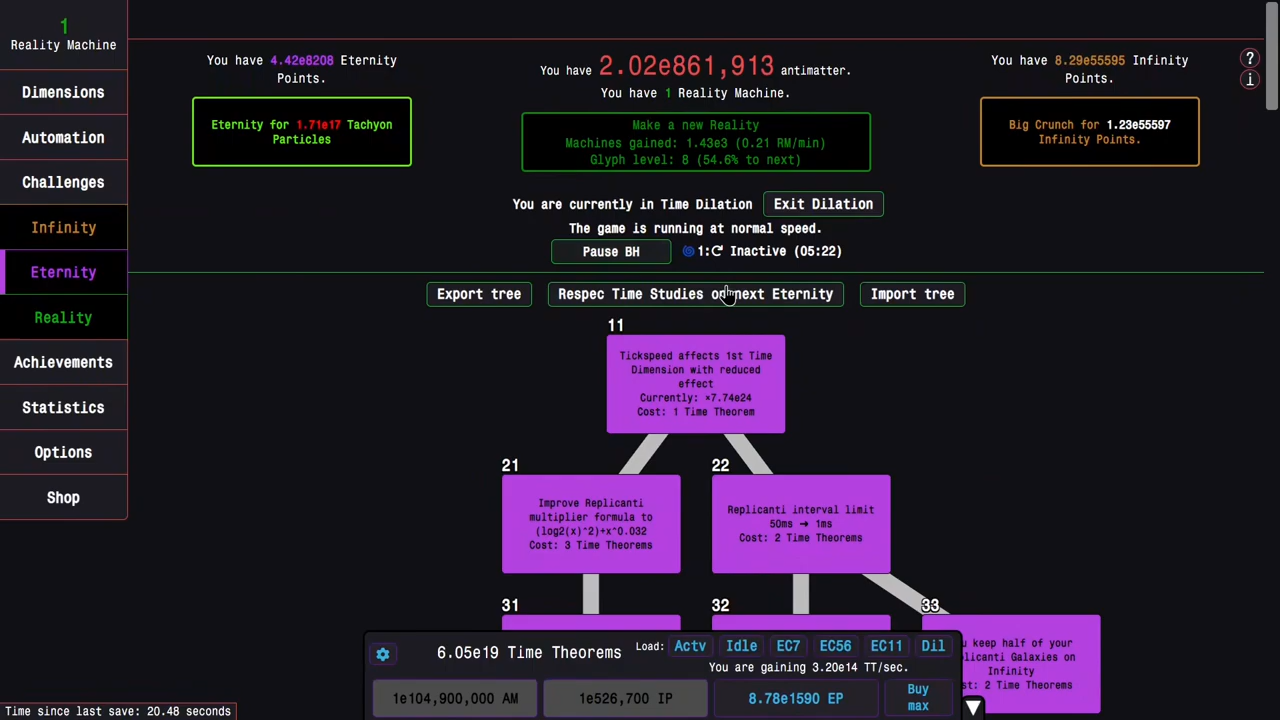 1
Reality Machine
Dimensions
Automation
Challenges
Infinity
Eternity
Reality
Achievements
Statistics
Options
Shop
You have 4.42e8208 Eternity
Points.
Eternity for 1.71e17 Tachyon
Particles
You have 2.02e861,913 antimatter.
You have 1 Reality Machine.
Make a new Reality
Machines gained: 1.43e3 (0.21 RM/min)
Glyph level: 8 (54.6% to next)
You have 8.29e55595 Infinity
Points.
Big Crunch for 1.23e55597
Infinity Points.
?
i
You are currently in Time Dilation Exit Dilation
The game is running at normal speed.
Pause BH 1: Inactive (05:22)
Export tree Respec Time Studies on next Eternity Import tree
11
Tickspeed affects 1st Time
Dimension with reduced
effect
Currently: ×7.74e24
Cost: 1 Time Theorem
21
Improve Replicanti
multiplier formula to
(log2(x)^2)+x^0.032
Cost: 3 Time Theorems
22
Replicanti interval limit
50ms → 1ms
Cost: 2 Time Theorems
31
32
33
keep half of your
Galaxies on
Infinity
2 Time Theorems
6.05e19 Time Theorems Load: Actv Idle EC7 EC56 EC11 Dil
You are gaining 3.20e14 TT/sec.
1e104,900,000 AM 1e526,700 IP 8.78e1590 EP Buy
max
Time since last save: 20.48 seconds